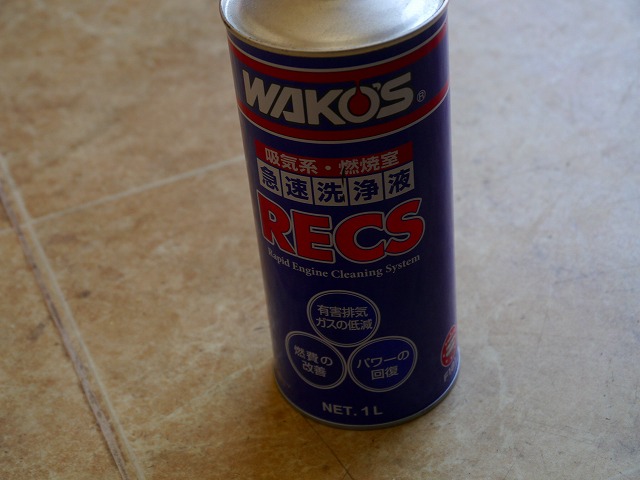 WAKO'S®
吸気系・燃焼室
急速洗浄液
RECS
Rapid Engine Cleaning System
有害排気
ガスの低減
燃費の
改善
パワーの
回復
NET. 1L